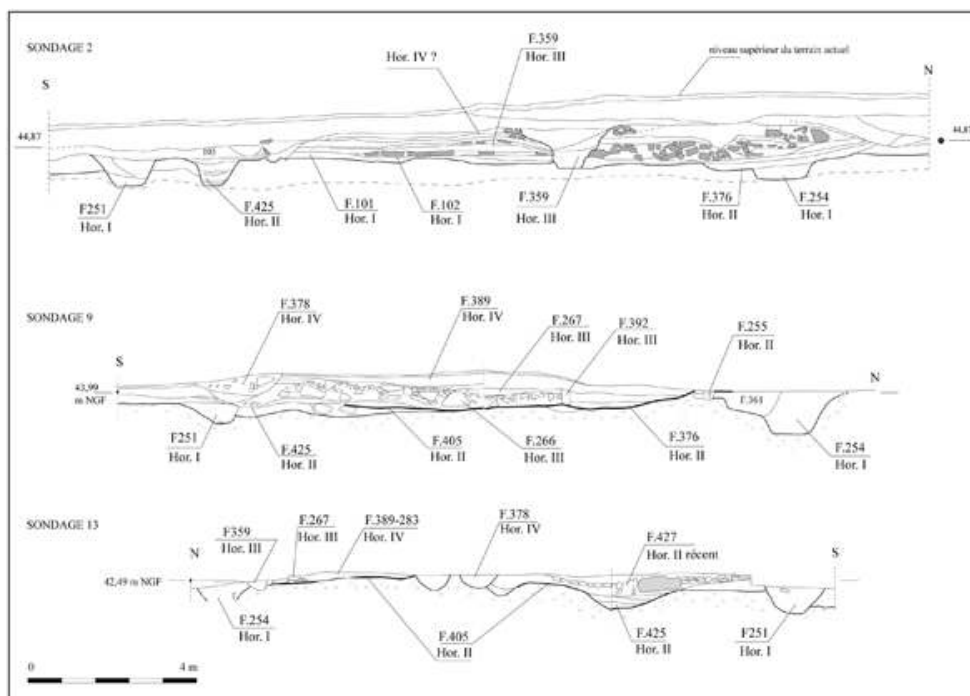 SONDAGE 2
S
Hor. IV ?
F.359
Hor. III
niveau supérieur du terrain actuel
N
44,87
44,87
F251
Hor. I
F.425
Hor. II
F.101
Hor. I
F.102
Hor. I
F.359
Hor. III
F.376
Hor. II
F.254
Hor. I
SONDAGE 9
S
F.378
Hor. IV
F.389
Hor. IV
F.267
Hor. III
F.392
Hor. III
F.255
Hor. II
N
43,99
m NGF
F.361
F251
Hor. I
F.425
Hor. II
F.405
Hor. II
F.266
Hor. III
F.376
Hor. II
F.254
Hor. I
SONDAGE 13
N
F359
Hor. III
F.267
Hor. III
F.389-283
Hor. IV
F.378
Hor. IV
F.427
Hor. II récent
S
42,49 m NGF
F.254
Hor. I
F.405
Hor. II
F.425
Hor. II
F251
Hor. I
0
4 m